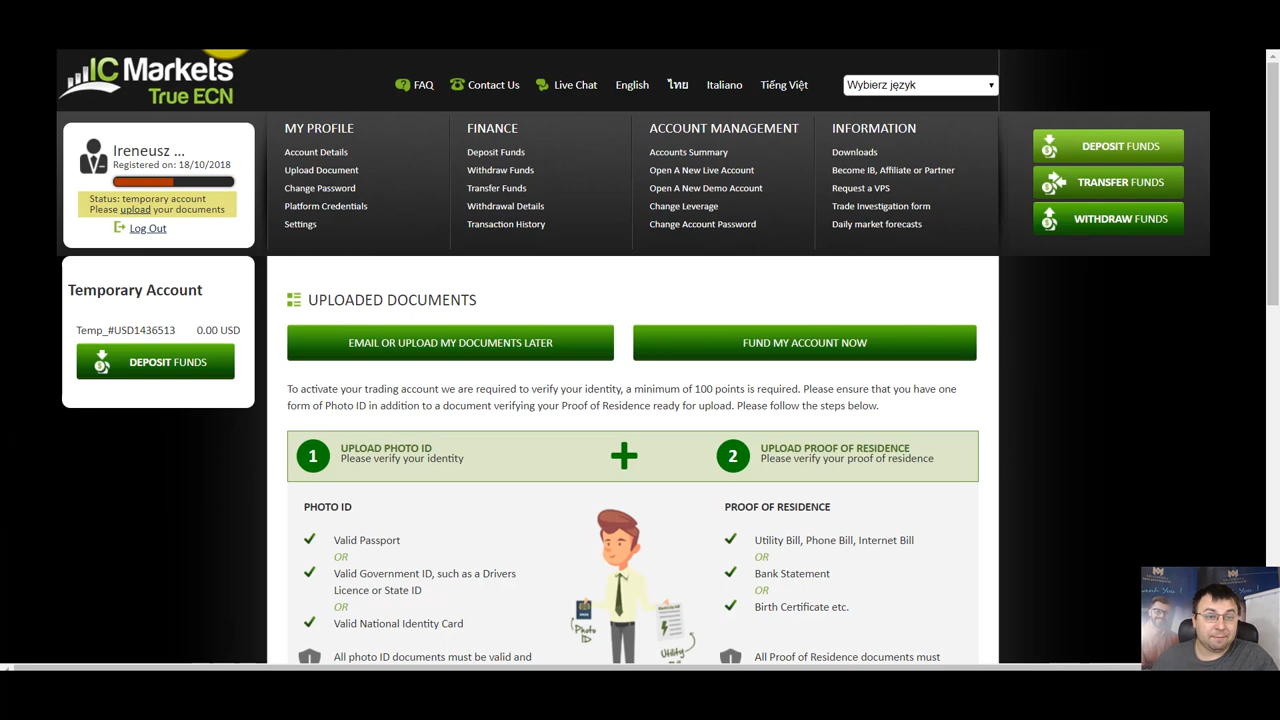 IC Markets
True ECN
FAQ Contact Us Live Chat English ไทย Italiano Tiếng Việt Wybierz język
Ireneusz ...
Registered on: 18/10/2018
Status: temporary account
Please upload your documents
Log Out
MY PROFILE
Account Details
Upload Document
Change Password
Platform Credentials
Settings
FINANCE
Deposit Funds
Withdraw Funds
Transfer Funds
Withdrawal Details
Transaction History
ACCOUNT MANAGEMENT
Accounts Summary
Open A New Live Account
Open A New Demo Account
Change Leverage
Change Account Password
INFORMATION
Downloads
Become IB, Affiliate or Partner
Request a VPS
Trade Investigation form
Daily market forecasts
DEPOSIT FUNDS
TRANSFER FUNDS
WITHDRAW FUNDS
Temporary Account
Temp_#USD1436513 0.00 USD
DEPOSIT FUNDS
UPLOADED DOCUMENTS
EMAIL OR UPLOAD MY DOCUMENTS LATER
FUND MY ACCOUNT NOW
To activate your trading account we are required to verify your identity, a minimum of 100 points is required. Please ensure that you have one
form of Photo ID in addition to a document verifying your Proof of Residence ready for upload. Please follow the steps below.
1 UPLOAD PHOTO ID
Please verify your identity
2 UPLOAD PROOF OF RESIDENCE
Please verify your proof of residence
PHOTO ID
Valid Passport
OR
Valid Government ID, such as a Drivers
Licence or State ID
OR
Valid National Identity Card
All photo ID documents must be valid and
Photo
ID
Utility
PROOF OF RESIDENCE
Utility Bill, Phone Bill, Internet Bill
OR
Bank Statement
OR
Birth Certificate etc.
All Proof of Residence documents must